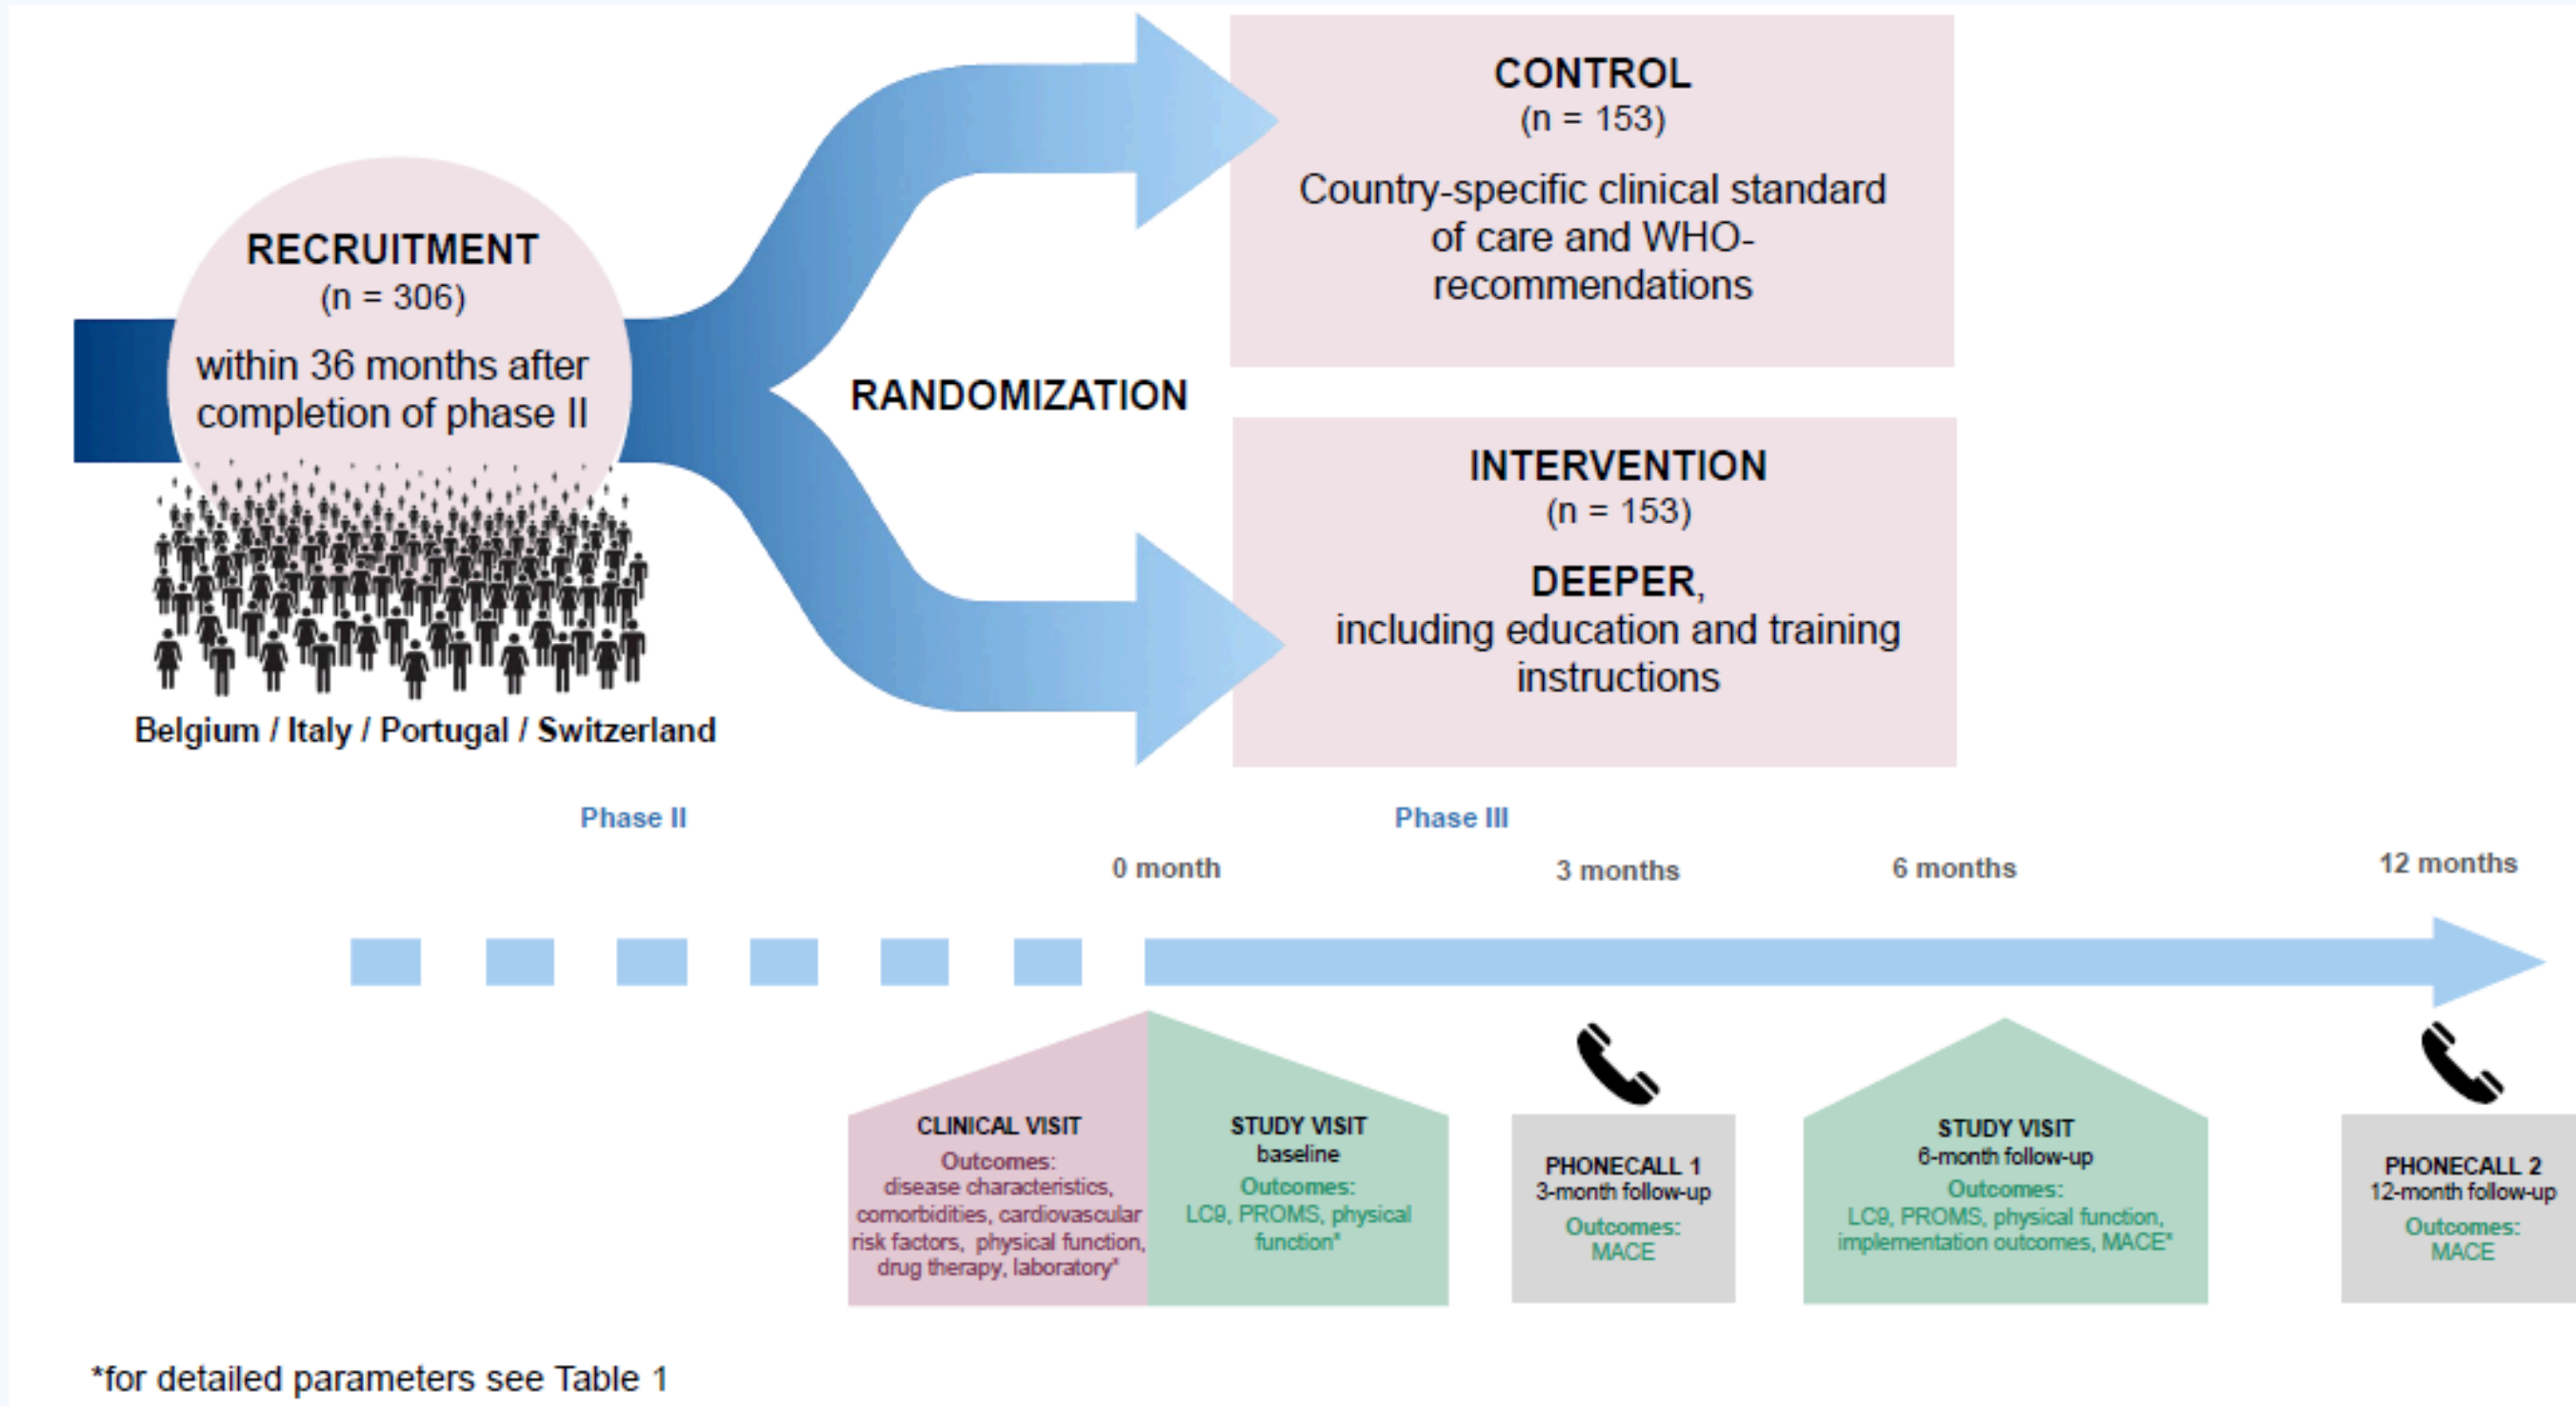 RECRUITMENT
(n = 306)
within 36 months after
completion of phase II
Belgium / Italy / Portugal / Switzerland
RANDOMIZATION
CONTROL
(n = 153)
Country-specific clinical standard
of care and WHO-
recommendations
INTERVENTION
(n = 153)
DEEPER,
including education and training
instructions
Phase II
Phase III
0 month
3 months
6 months
12 months
CLINICAL VISIT
Outcomes:
disease characteristics,
comorbidities, cardiovascular
risk factors, physical function,
drug therapy, laboratory*
STUDY VISIT
baseline
Outcomes:
LC9, PROMS, physical
function*
PHONECALL 1
3-month follow-up
Outcomes:
MACE
STUDY VISIT
6-month follow-up
Outcomes:
LC9, PROMS, physical function,
implementation outcomes, MACE*
PHONECALL 2
12-month follow-up
Outcomes:
MACE
*for detailed parameters see Table 1